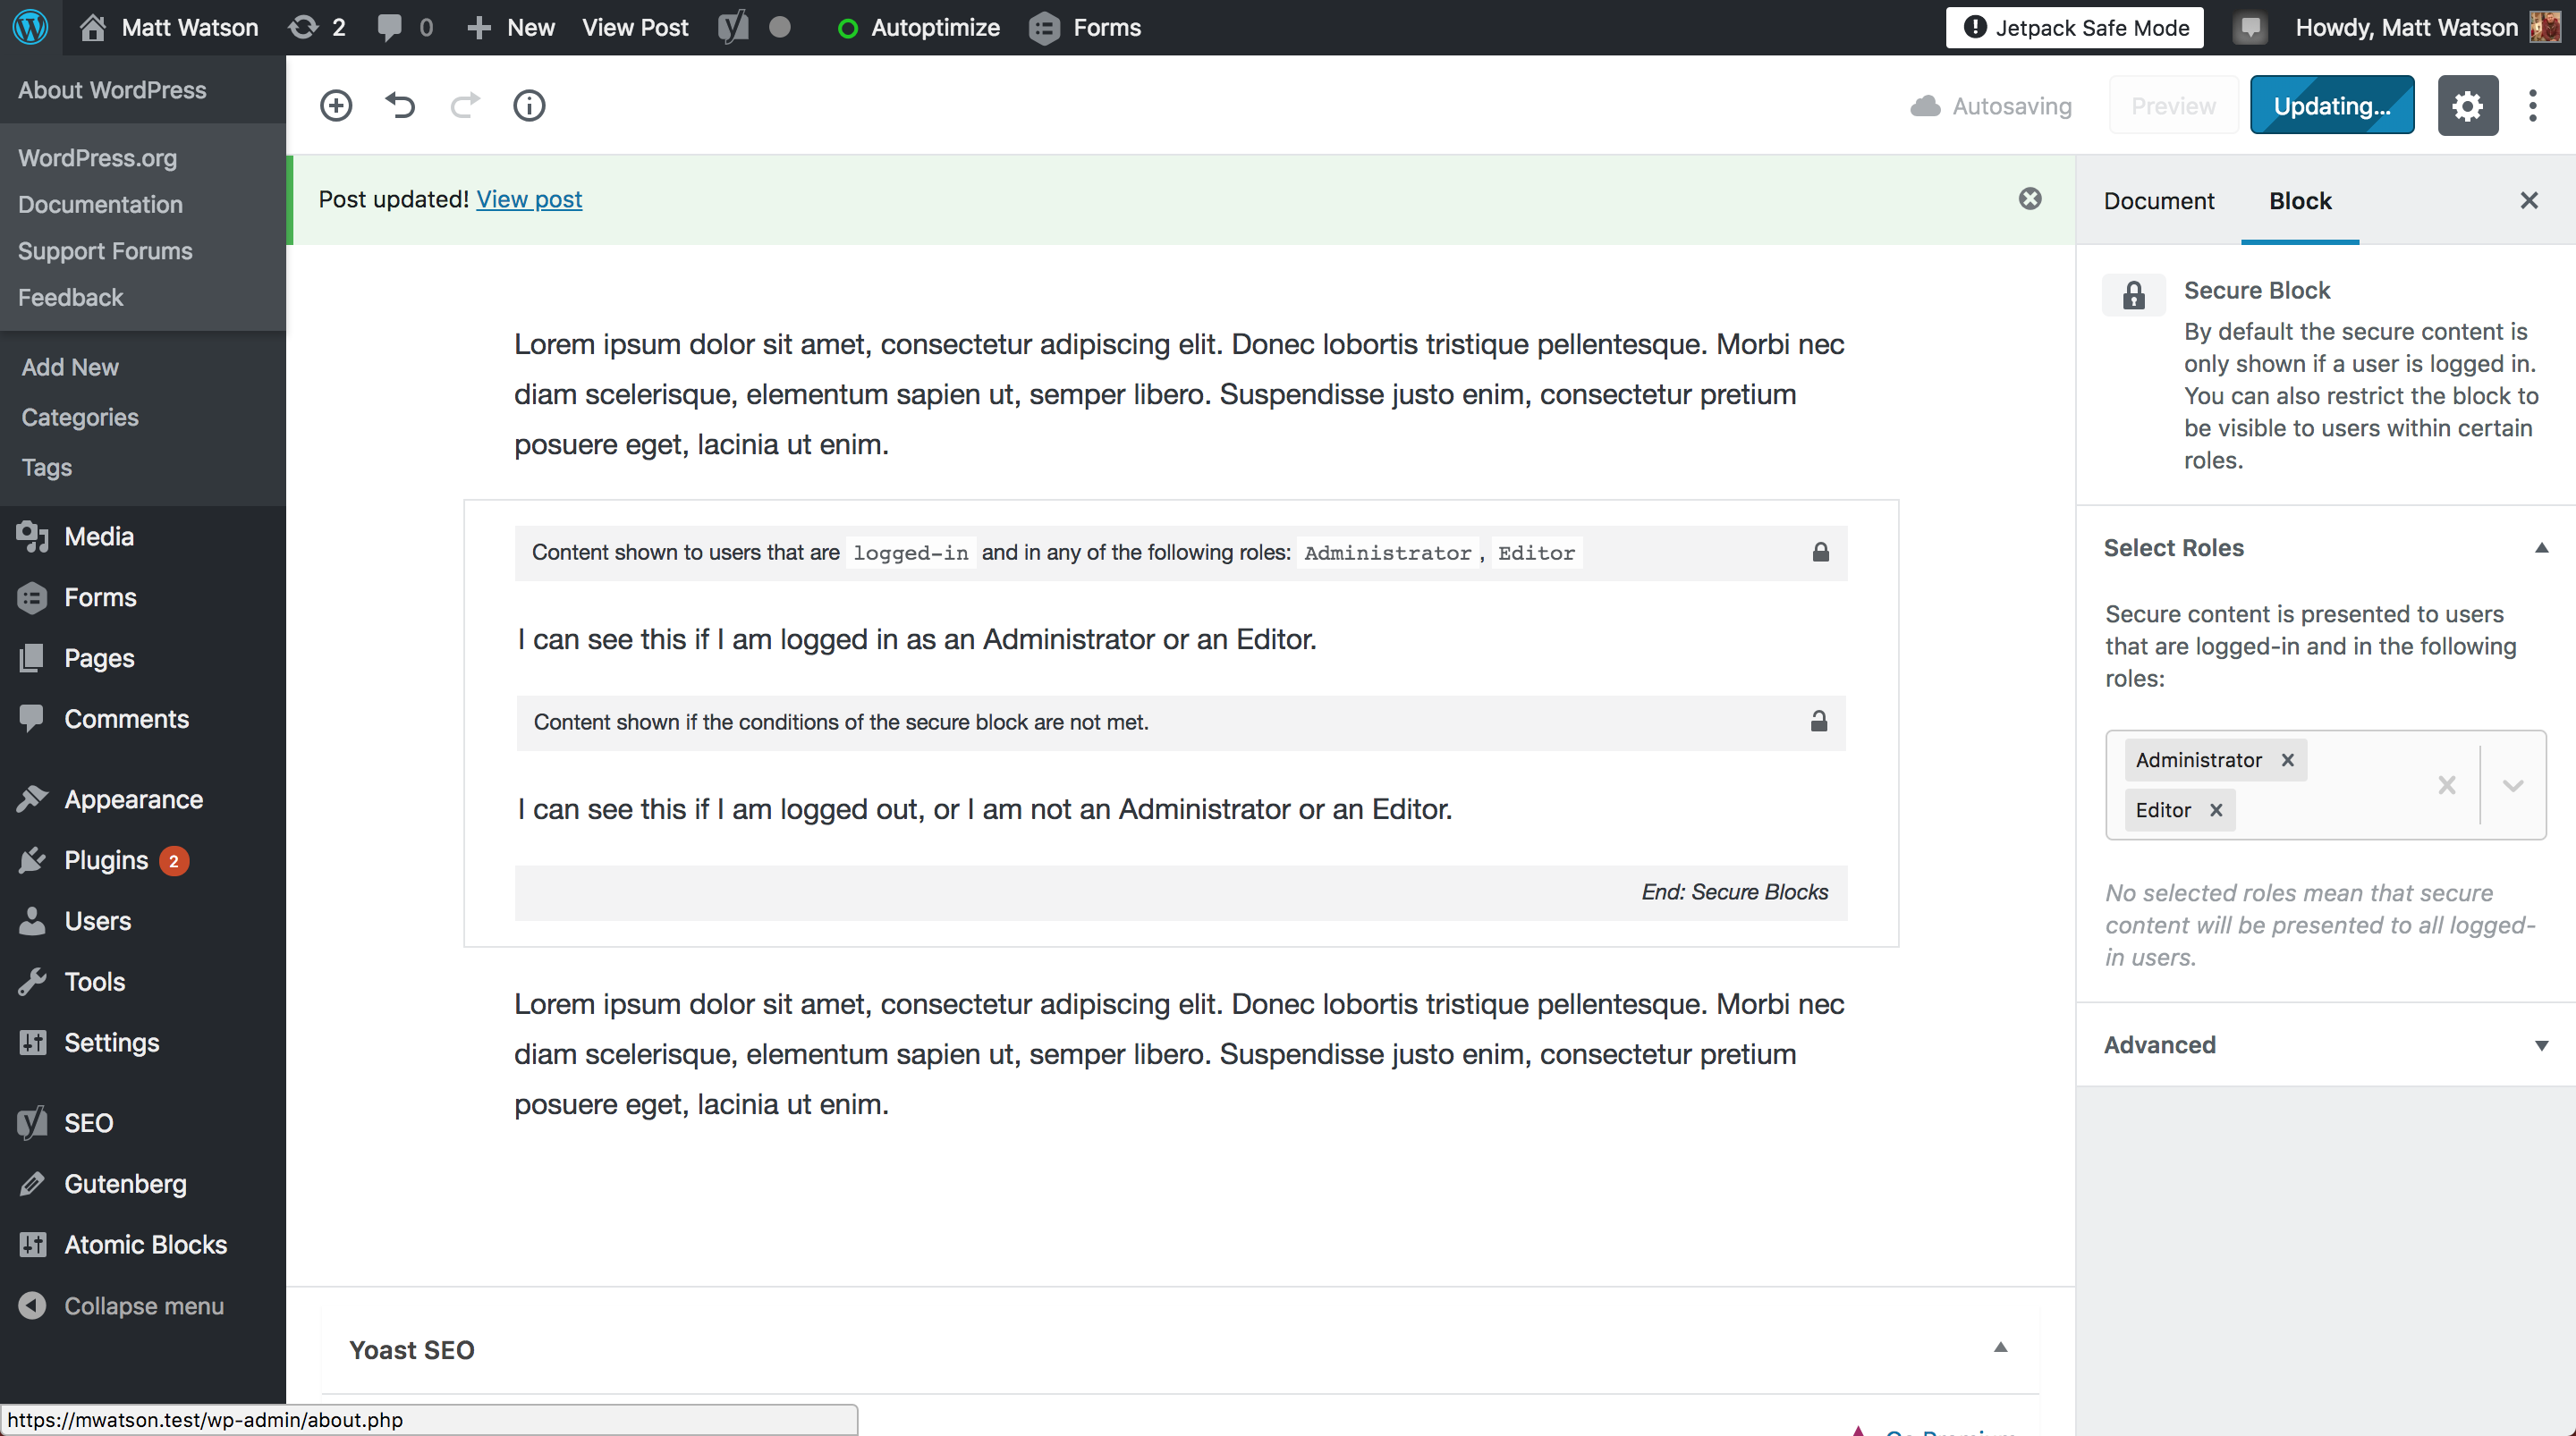 Matt Watson 2 0 New View Post Autoptimize Forms Jetpack Safe Mode Howdy, Matt Watson
About WordPress
WordPress.org
Documentation
Support Forums
Feedback
Add New
Categories
Tags
Media
Forms
Pages
Comments
Appearance
Plugins 2
Users
Tools
Settings
SEO
Gutenberg
Atomic Blocks
Collapse menu
Autosaving Preview Updating...
Post updated! View post
Lorem ipsum dolor sit amet, consectetur adipiscing elit. Donec lobortis tristique pellentesque. Morbi nec
diam scelerisque, elementum sapien ut, semper libero. Suspendisse justo enim, consectetur pretium
posuere eget, lacinia ut enim.
Content shown to users that are logged-in and in any of the following roles: Administrator, Editor
I can see this if I am logged in as an Administrator or an Editor.
Content shown if the conditions of the secure block are not met.
I can see this if I am logged out, or I am not an Administrator or an Editor.
End: Secure Blocks
Lorem ipsum dolor sit amet, consectetur adipiscing elit. Donec lobortis tristique pellentesque. Morbi nec
diam scelerisque, elementum sapien ut, semper libero. Suspendisse justo enim, consectetur pretium
posuere eget, lacinia ut enim.
Yoast SEO
Document Block
Secure Block
By default the secure content is
only shown if a user is logged in.
You can also restrict the block to
be visible to users within certain
roles.
Select Roles
Secure content is presented to users
that are logged-in and in the following
roles:
Administrator
Editor
No selected roles mean that secure
content will be presented to all logged-
in users.
Advanced
https://mwatson.test/wp-admin/about.php